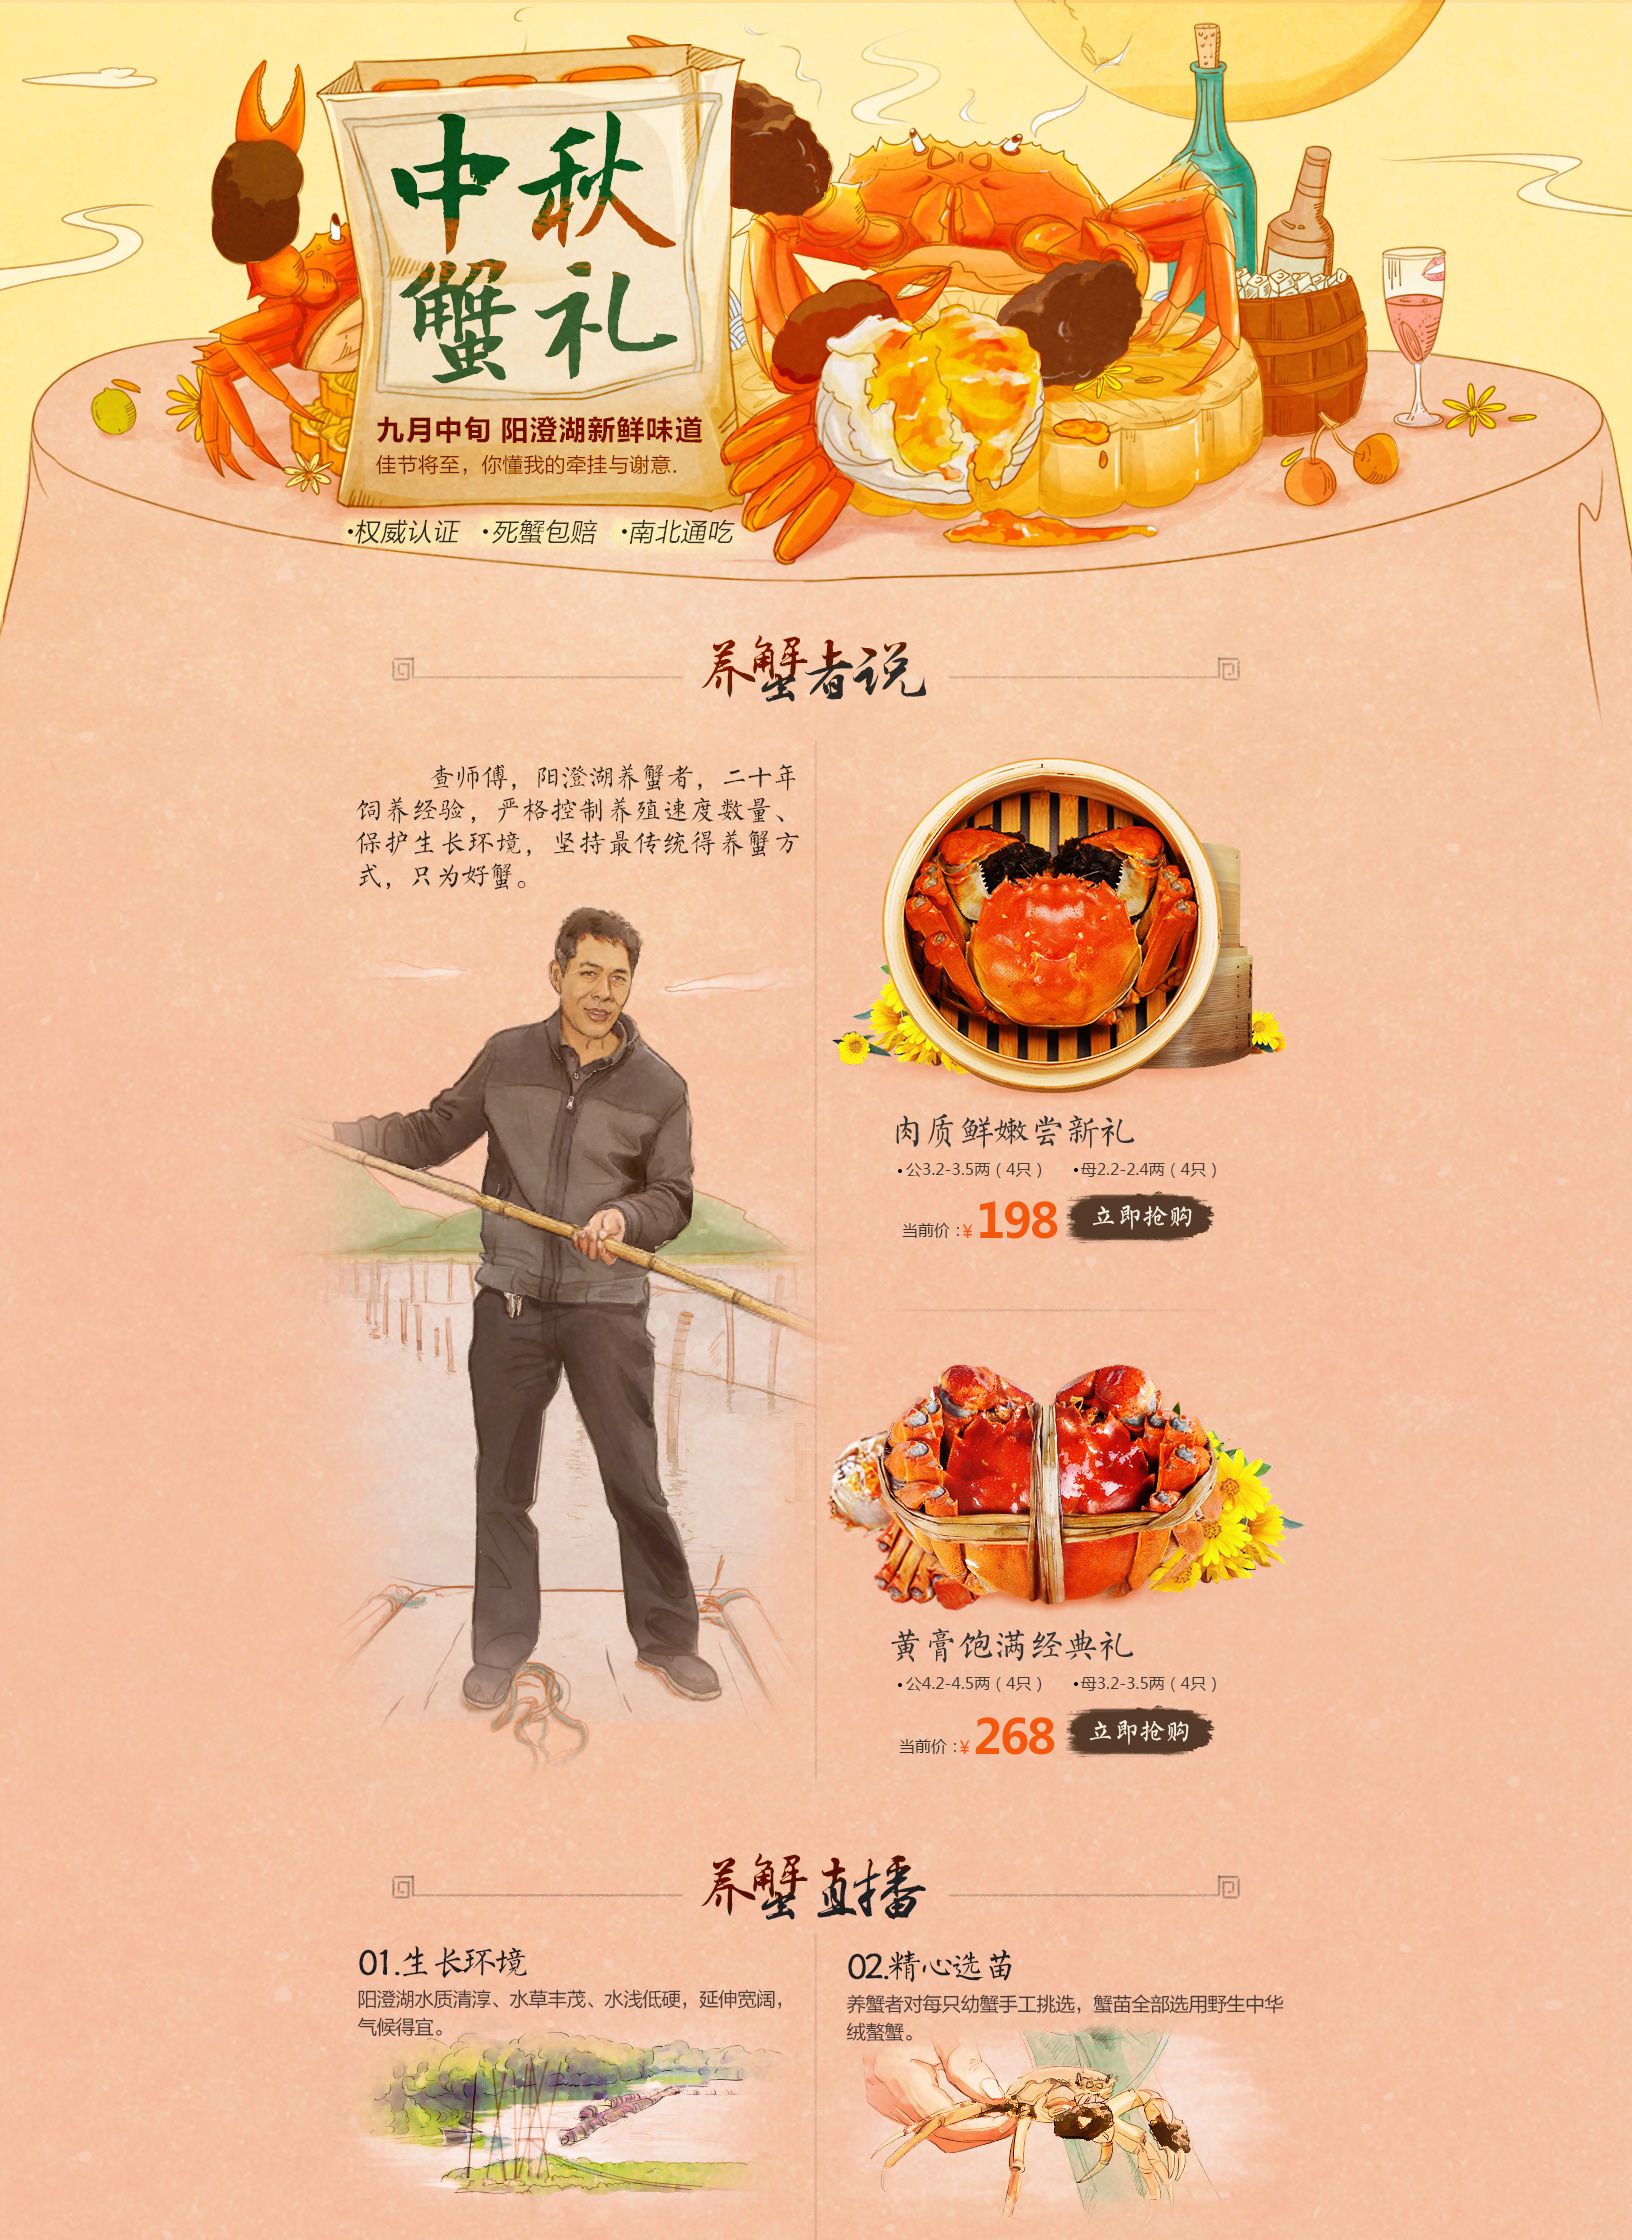 中秋
蟹礼
九月中旬 阳澄湖新鲜味道
佳节将至，你懂我的牵挂与谢意.
·权威认证 ·死蟹包赔 ·南北通吃
养蟹者说
查师傅，阳澄湖养蟹者，二十年
饲养经验，严格控制养殖速度数量、
保护生长环境，坚持最传统得养蟹方
式，只为好蟹。
肉质鲜嫩尝新礼
•公3.2-3.5两（4只） •母2.2-2.4两（4只）
当前价：¥198 立即抢购
黄膏饱满经典礼
•公4.2-4.5两（4只） •母3.2-3.5两（4只）
当前价：¥268 立即抢购
养蟹直播
01.生长环境
阳澄湖水质清淳、水草丰茂、水浅低硬，延伸宽阔，
气候得宜。
02.精心选苗
养蟹者对每只幼蟹手工挑选，蟹苗全部选用野生中华
绒螯蟹。